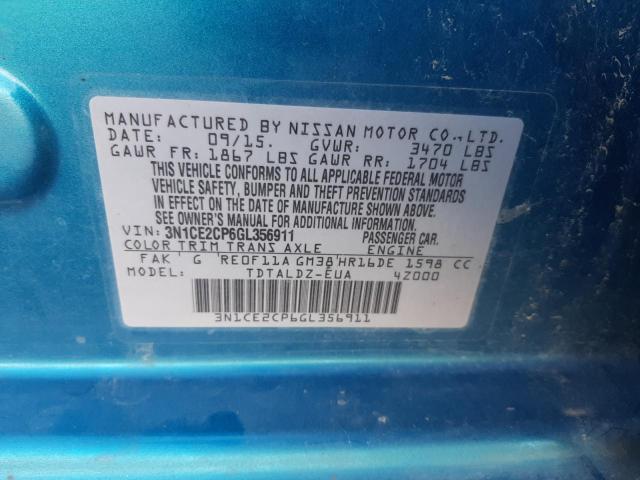 MANUFACTURED BY NISSAN MOTOR CO.,LTD.
DATE: 09/15. GVWR: 3470 LBS
GAWR FR: 1867 LBS GAWR RR: 1704 LBS
THIS VEHICLE CONFORMS TO ALL APPLICABLE FEDERAL MOTOR
VEHICLE SAFETY, BUMPER AND THEFT PREVENTION STANDARDS
IN EFFECT ON THE DATE OF MANUFACTURE SHOWN ABOVE.
SEE OWNER'S MANUAL FOR ADDITIONAL INFORMATION.
VIN: 3N1CE2CP6GL356911 PASSENGER CAR.
COLOR TRIM TRANS AXLE ENGINE
FAK G RE0F11A GM38 HR16DE 1598 CC
MODEL: TDTALDZ-EUA 4Z000
3N1CE2CP6GL356911